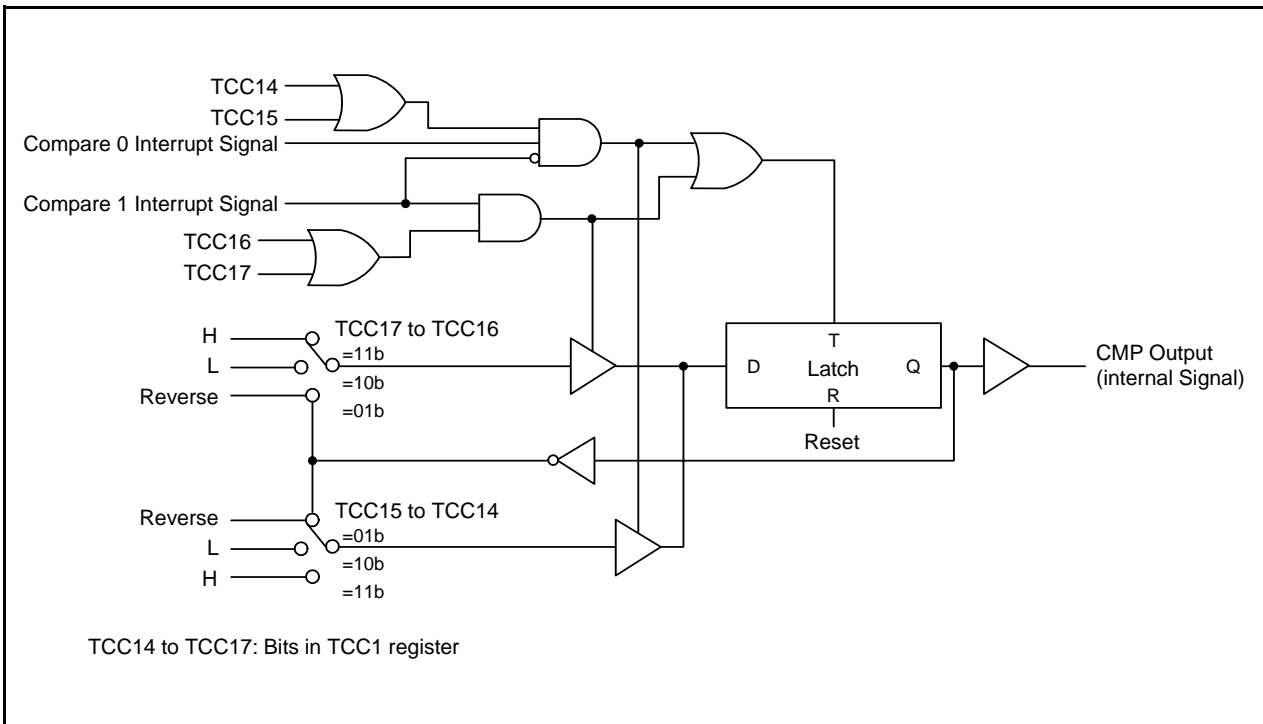 TCC14
TCC15
Compare 0 Interrupt Signal
Compare 1 Interrupt Signal
TCC16
TCC17
H
L
Reverse
TCC17 to TCC16
=11b
=10b
=01b
D
T
Latch
R
Q
Reset
CMP Output
(internal Signal)
Reverse
L
H
TCC15 to TCC14
=01b
=10b
=11b
TCC14 to TCC17: Bits in TCC1 register